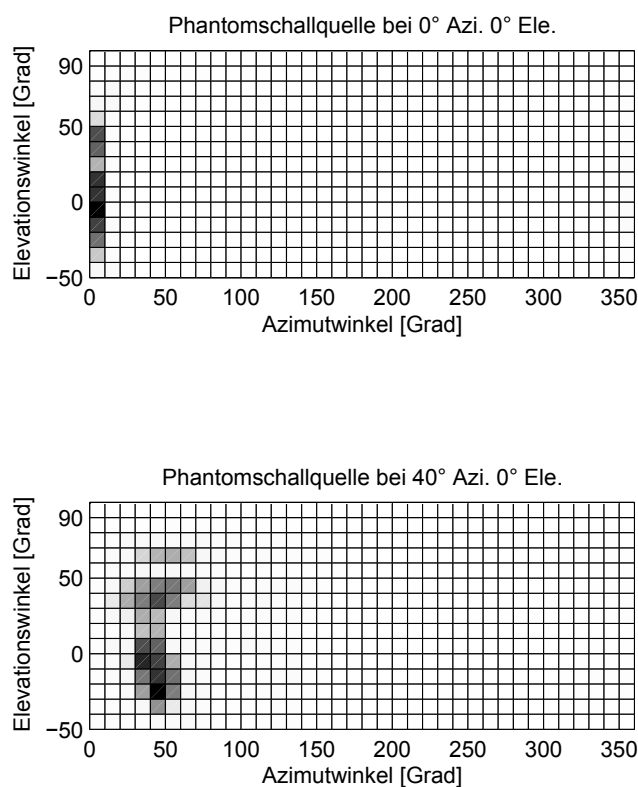 Phantomschallquelle bei 0° Azi. 0° Ele.
Elevationswinkel [Grad]
90
50
0
−50
0 50 100 150 200 250 300 350
Azimutwinkel [Grad]
Phantomschallquelle bei 40° Azi. 0° Ele.
Elevationswinkel [Grad]
90
50
0
−50
0 50 100 150 200 250 300 350
Azimutwinkel [Grad]